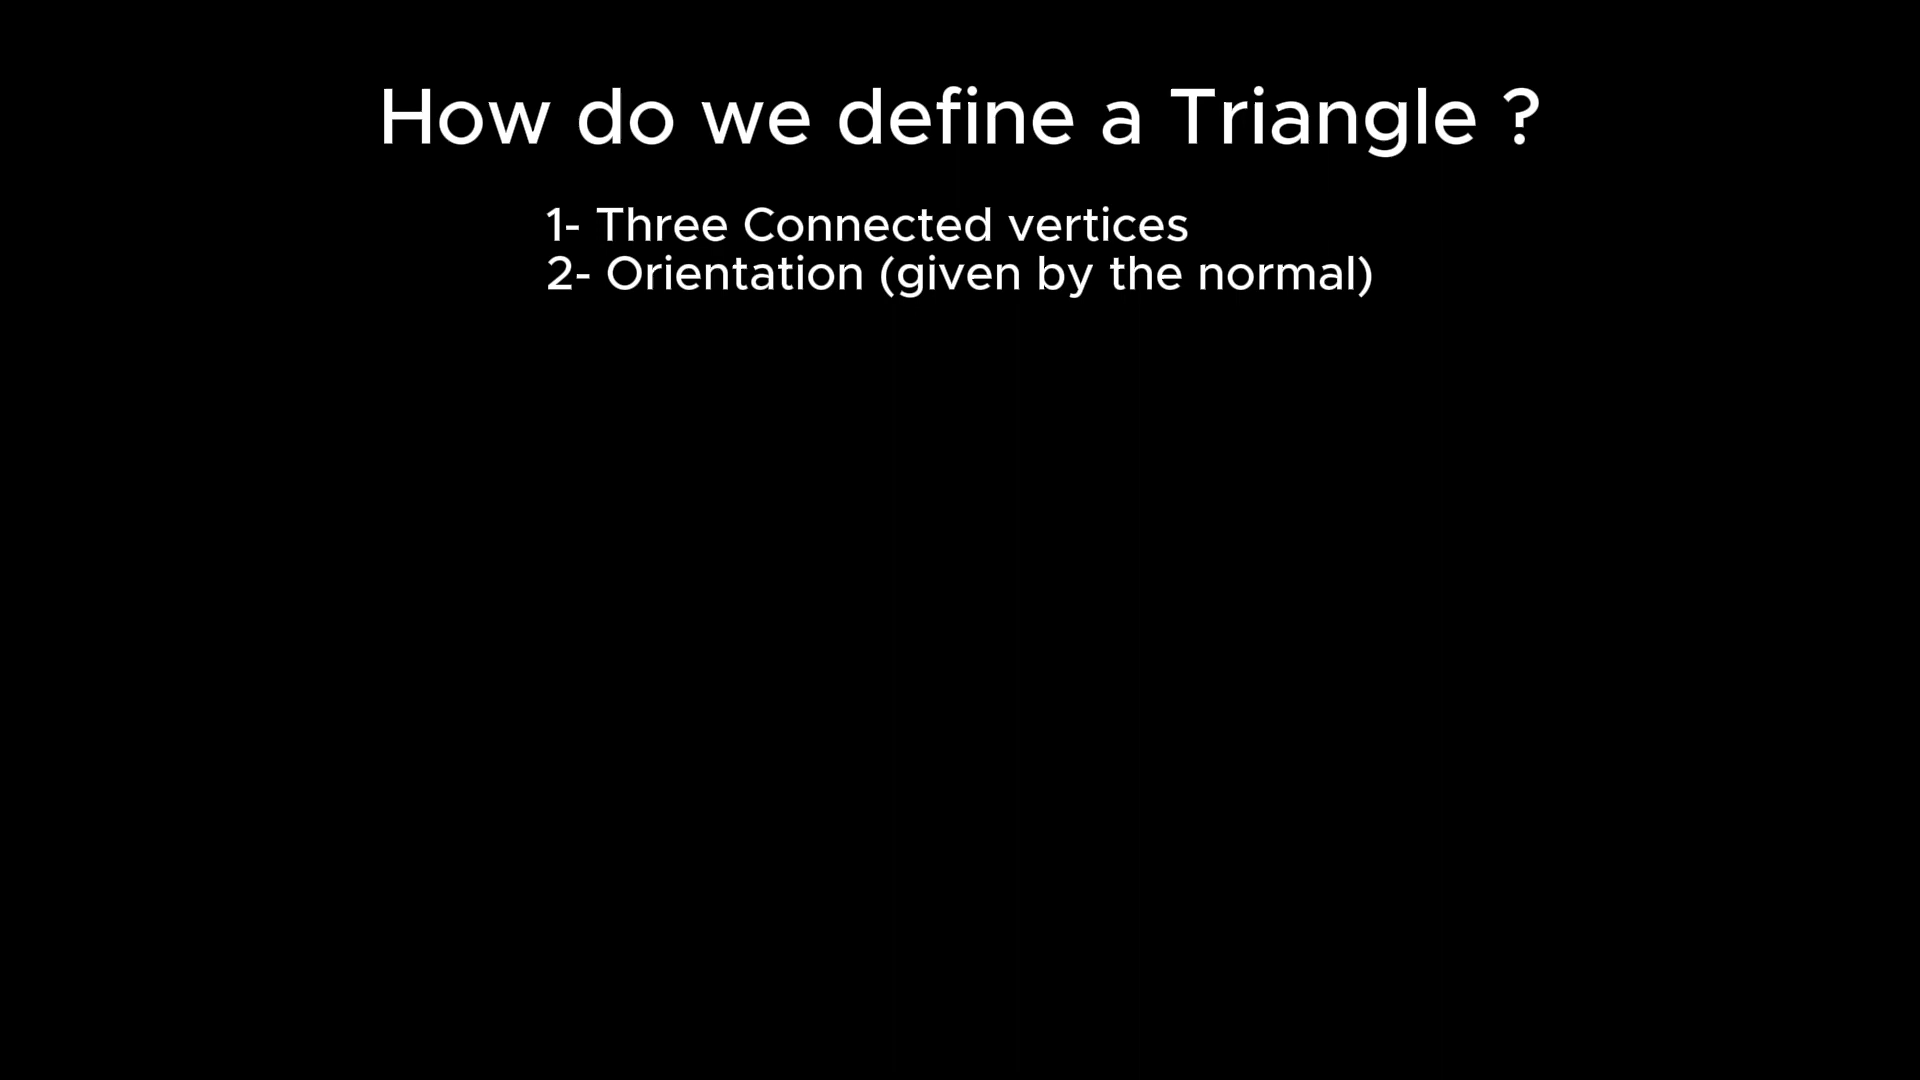 How do we define a Triangle ?
1- Three Connected vertices
2- Orientation (given by the normal)